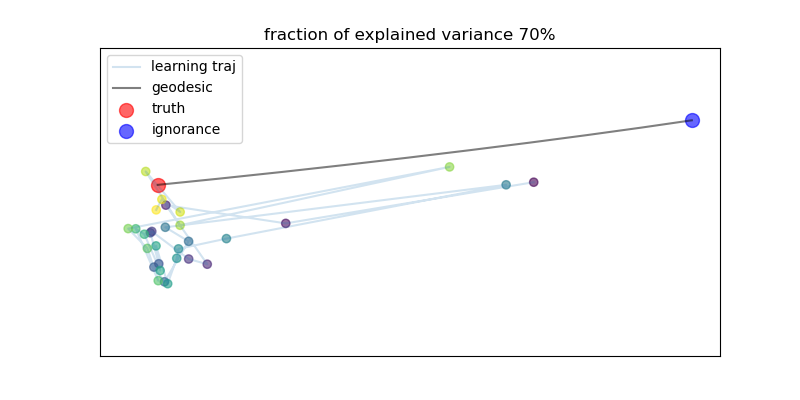 fraction of explained variance 70%
learning traj
geodesic
truth
ignorance